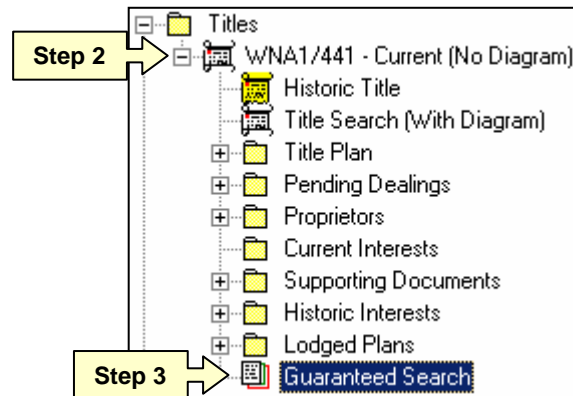 Titles
Step 2 WNA1/441 - Current (No Diagram)
Historic Title
Title Search (With Diagram)
Title Plan
Pending Dealings
Proprietors
Current Interests
Supporting Documents
Historic Interests
Lodged Plans
Step 3 Guaranteed Search